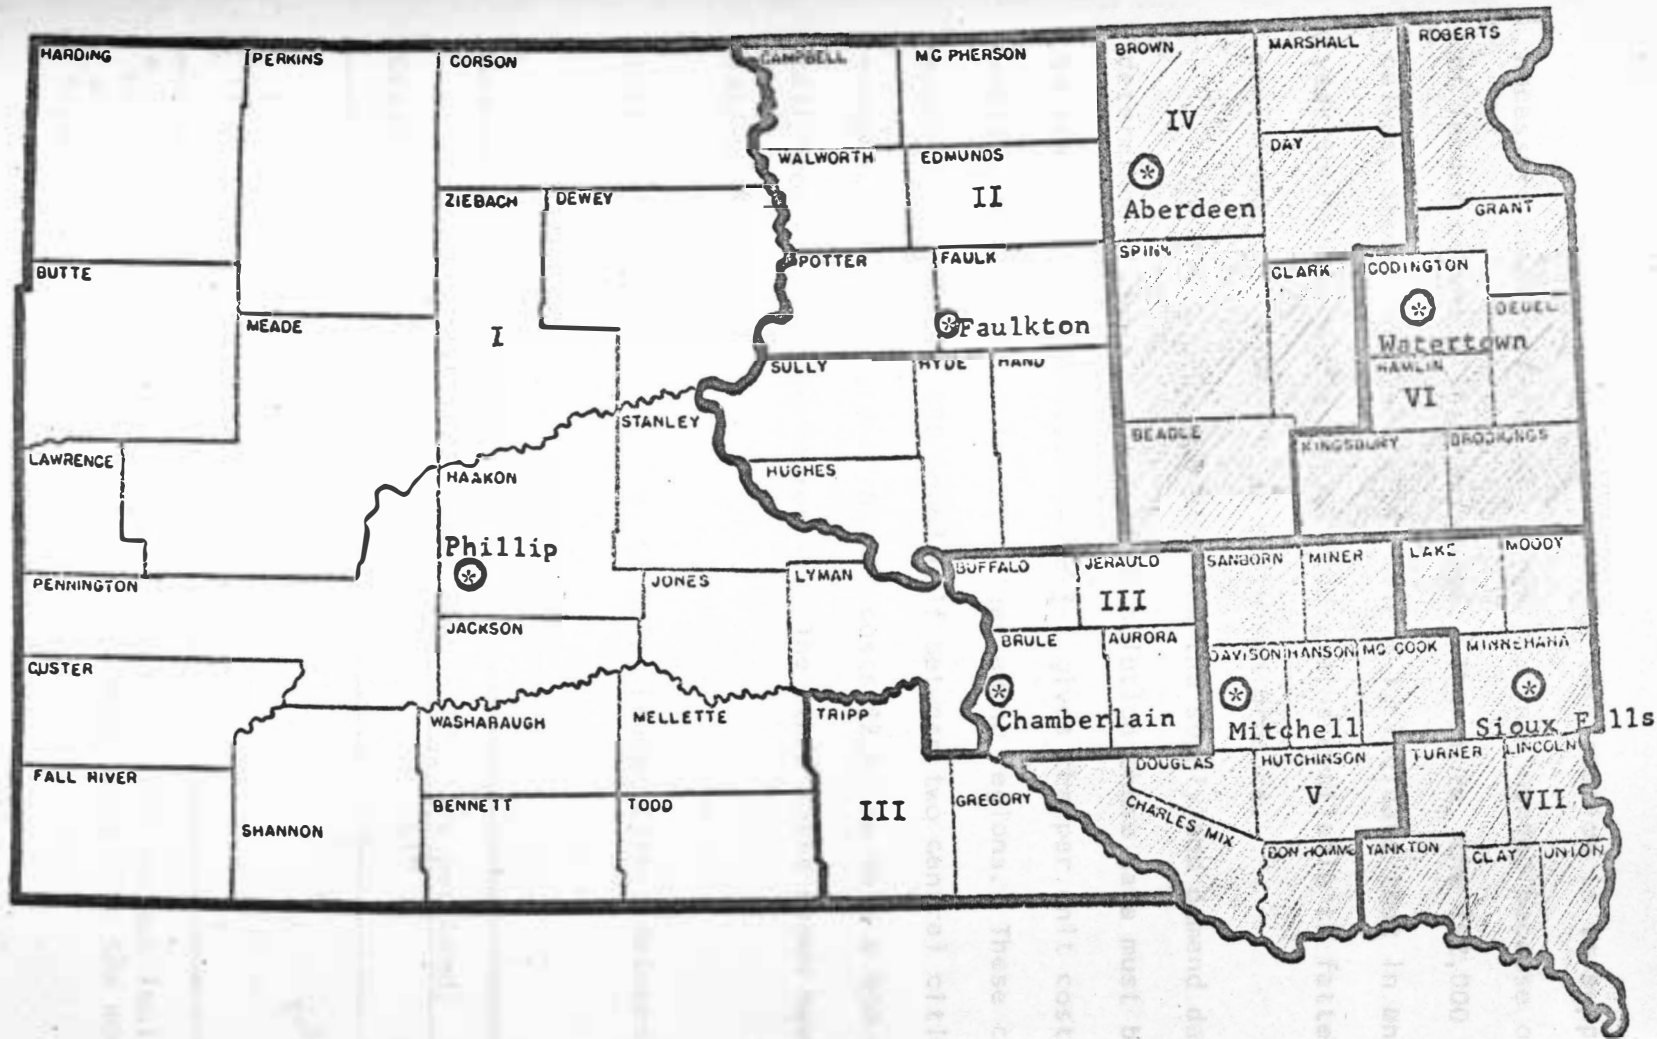 HARDING
PERKINS
CORSON
CAMPBELL
MC PHERSON
BROWN
MARSHALL
ROBERTS
IV
WALWORTH
EDMUNDS
DAY
II
Aberdeen
ZIEBACH
DEWEY
GRANT
BUTTE
POTTER
FAULK
SPINK
CLARK
CODINGTON
DEUEL
MEADE
I
Faulkton
Watertown
SULLY
HYDE
HAND
HAMLIN
VI
STANLEY
BEADLE
KINGSBURY
BROOKINGS
LAWRENCE
HAAKON
HUGHES
Phillip
PENNINGTON
JONES
LYMAN
BUFFALO
JERAULD
SANBORN
MINER
LAKE
MOODY
III
JACKSON
BRULE
AURORA
DAVISON
HANSON
MC COOK
MINNEHAHA
CUSTER
WASHABAUGH
MELLETTE
TRIPP
Chamberlain
Mitchell
Sioux Falls
FALL RIVER
SHANNON
BENNETT
TODD
III
GREGORY
DOUGLAS
HUTCHINSON
TURNER
LINCOLN
CHARLES MIX
V
VII
BON HOMME
YANKTON
CLAY
UNION